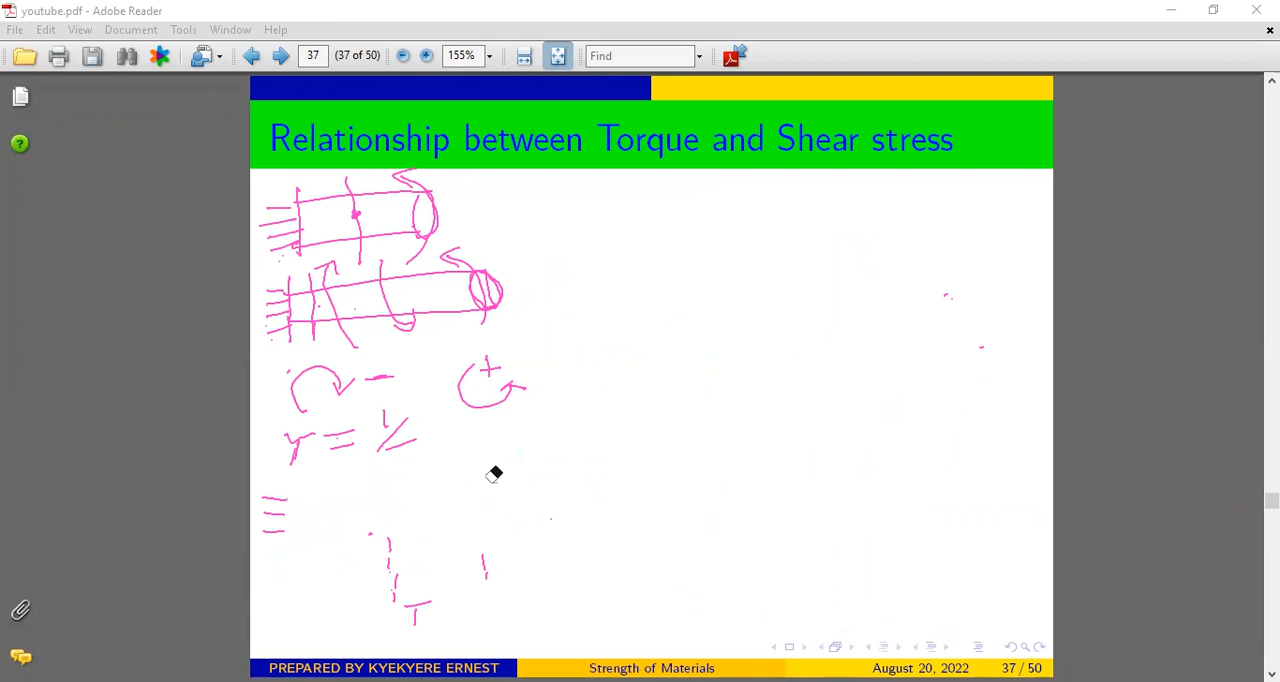 youtube.pdf - Adobe Reader
File Edit View Document Tools Window Help
37 (37 of 50) 155% Find
Relationship between Torque and Shear stress
- +
T
PREPARED BY KYEKYERE ERNEST Strength of Materials August 20, 2022 37 / 50